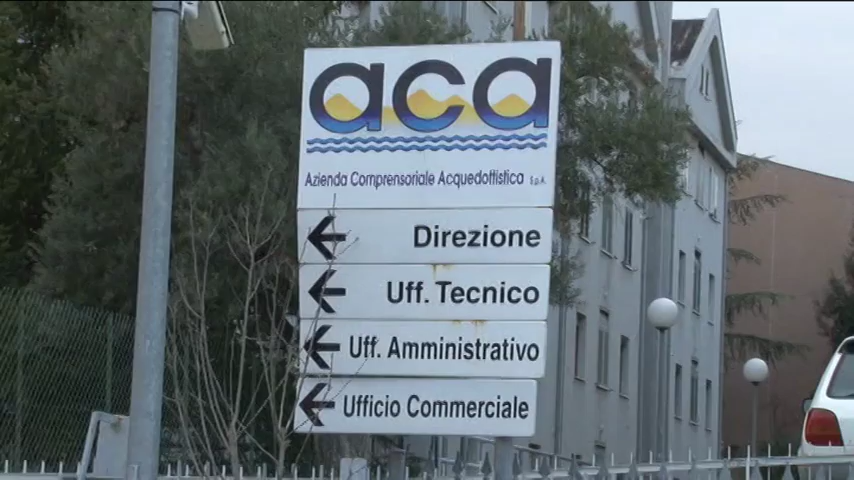 aca
Azienda Comprensoriale Acquedottistica S.p.A.
Direzione
Uff. Tecnico
Uff. Amministrativo
Ufficio Commerciale